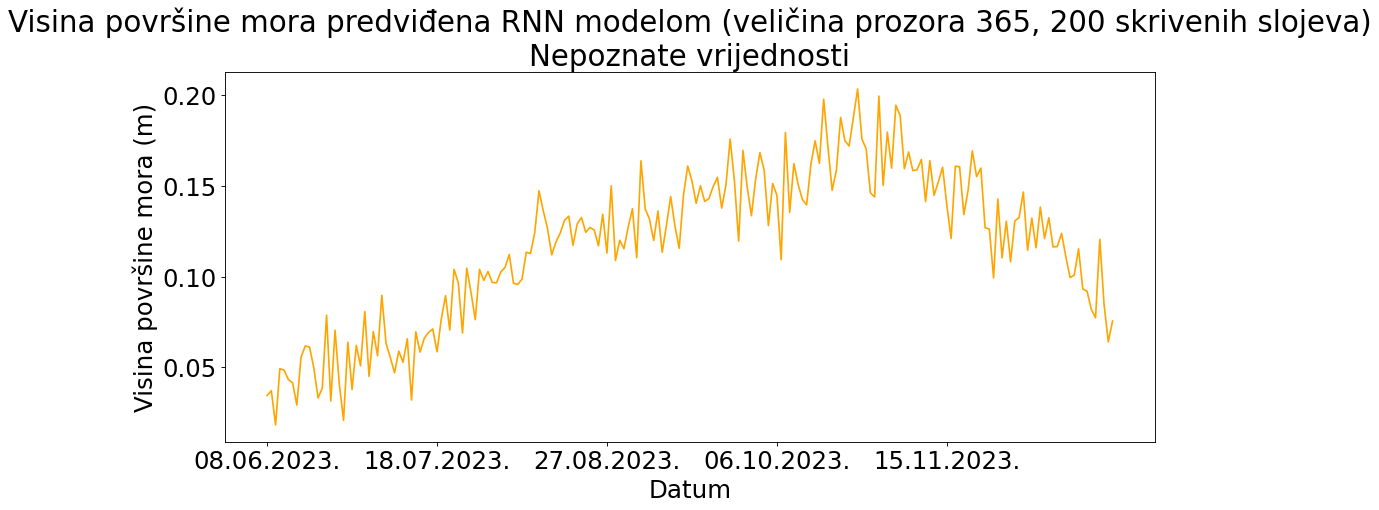 Visina površine mora predviđena RNN modelom (veličina prozora 365, 200 skrivenih slojeva)
Nepoznate vrijednosti
0.20
0.15
0.10
0.05
Visina površine mora (m)
08.06.2023. 18.07.2023. 27.08.2023. 06.10.2023. 15.11.2023.
Datum